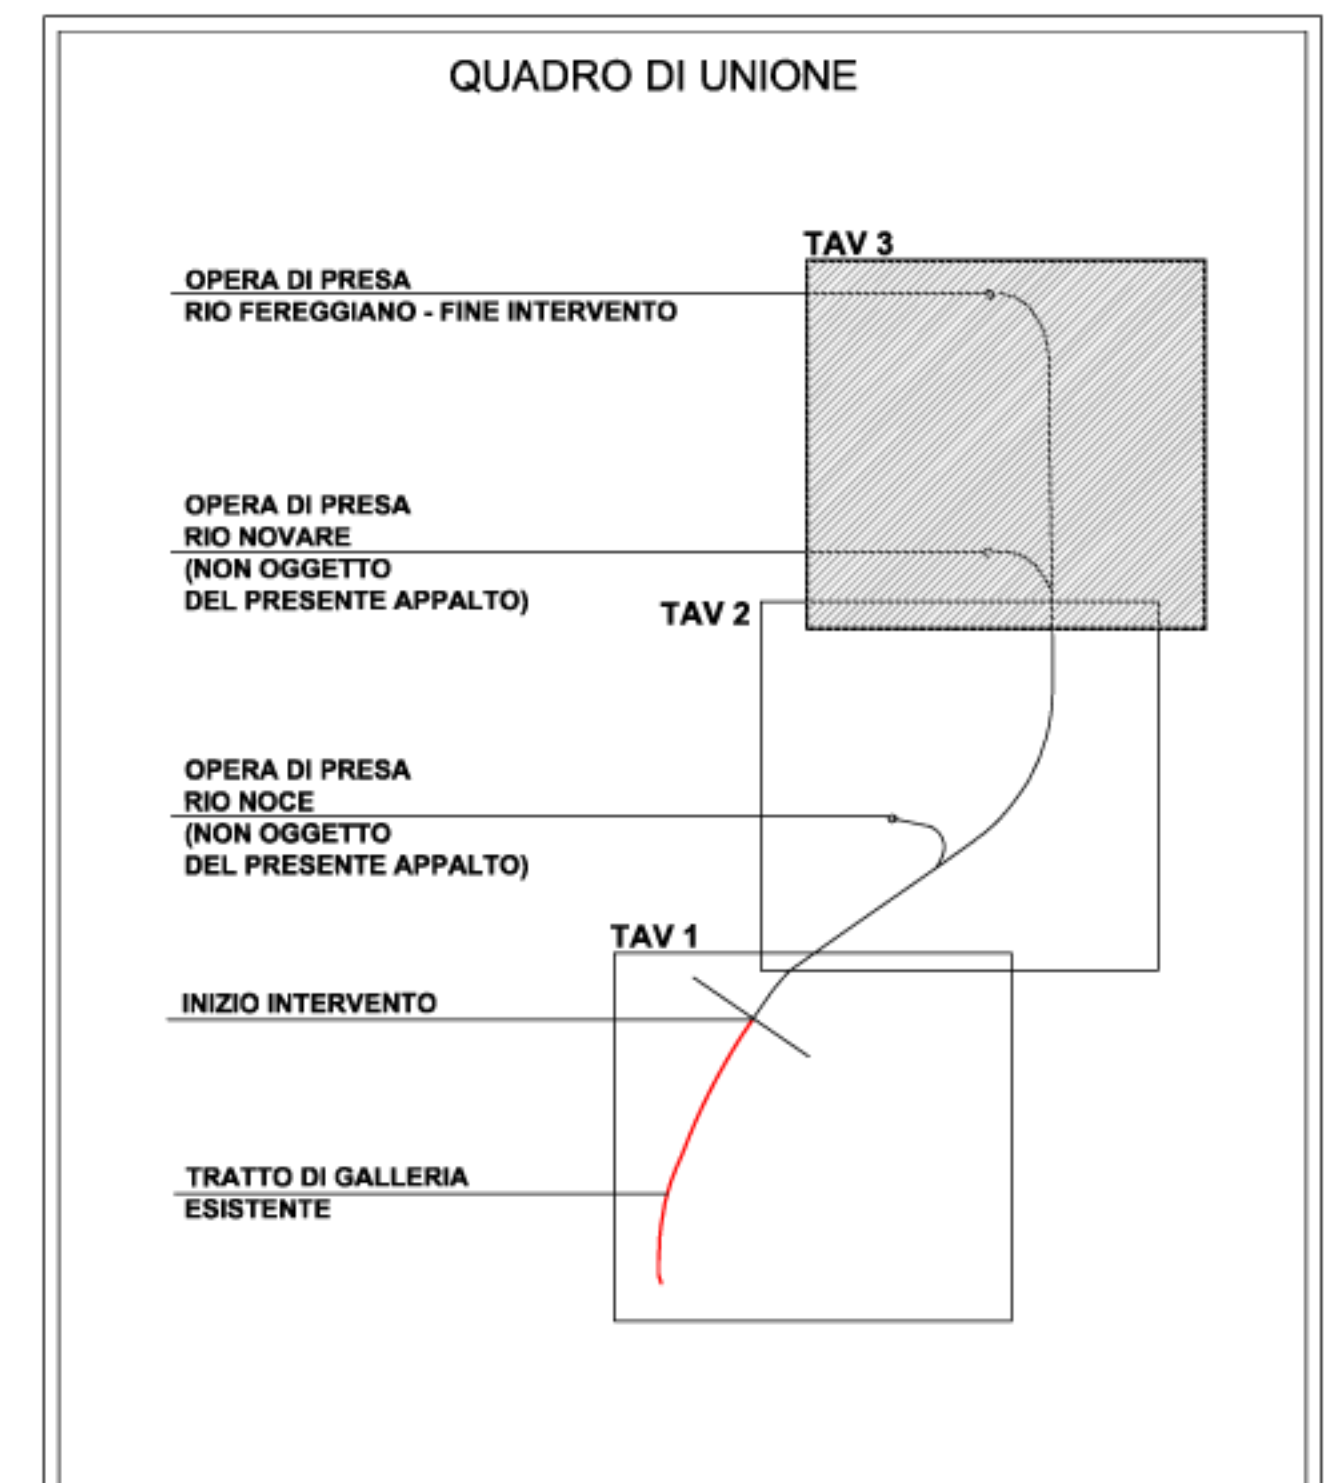 QUADRO DI UNIONE
TAV 3
OPERA DI PRESA
RIO FEREGGIANO - FINE INTERVENTO
OPERA DI PRESA
RIO NOVARE
(NON OGGETTO
DEL PRESENTE APPALTO)
TAV 2
OPERA DI PRESA
RIO NOCE
(NON OGGETTO
DEL PRESENTE APPALTO)
TAV 1
INIZIO INTERVENTO
TRATTO DI GALLERIA
ESISTENTE